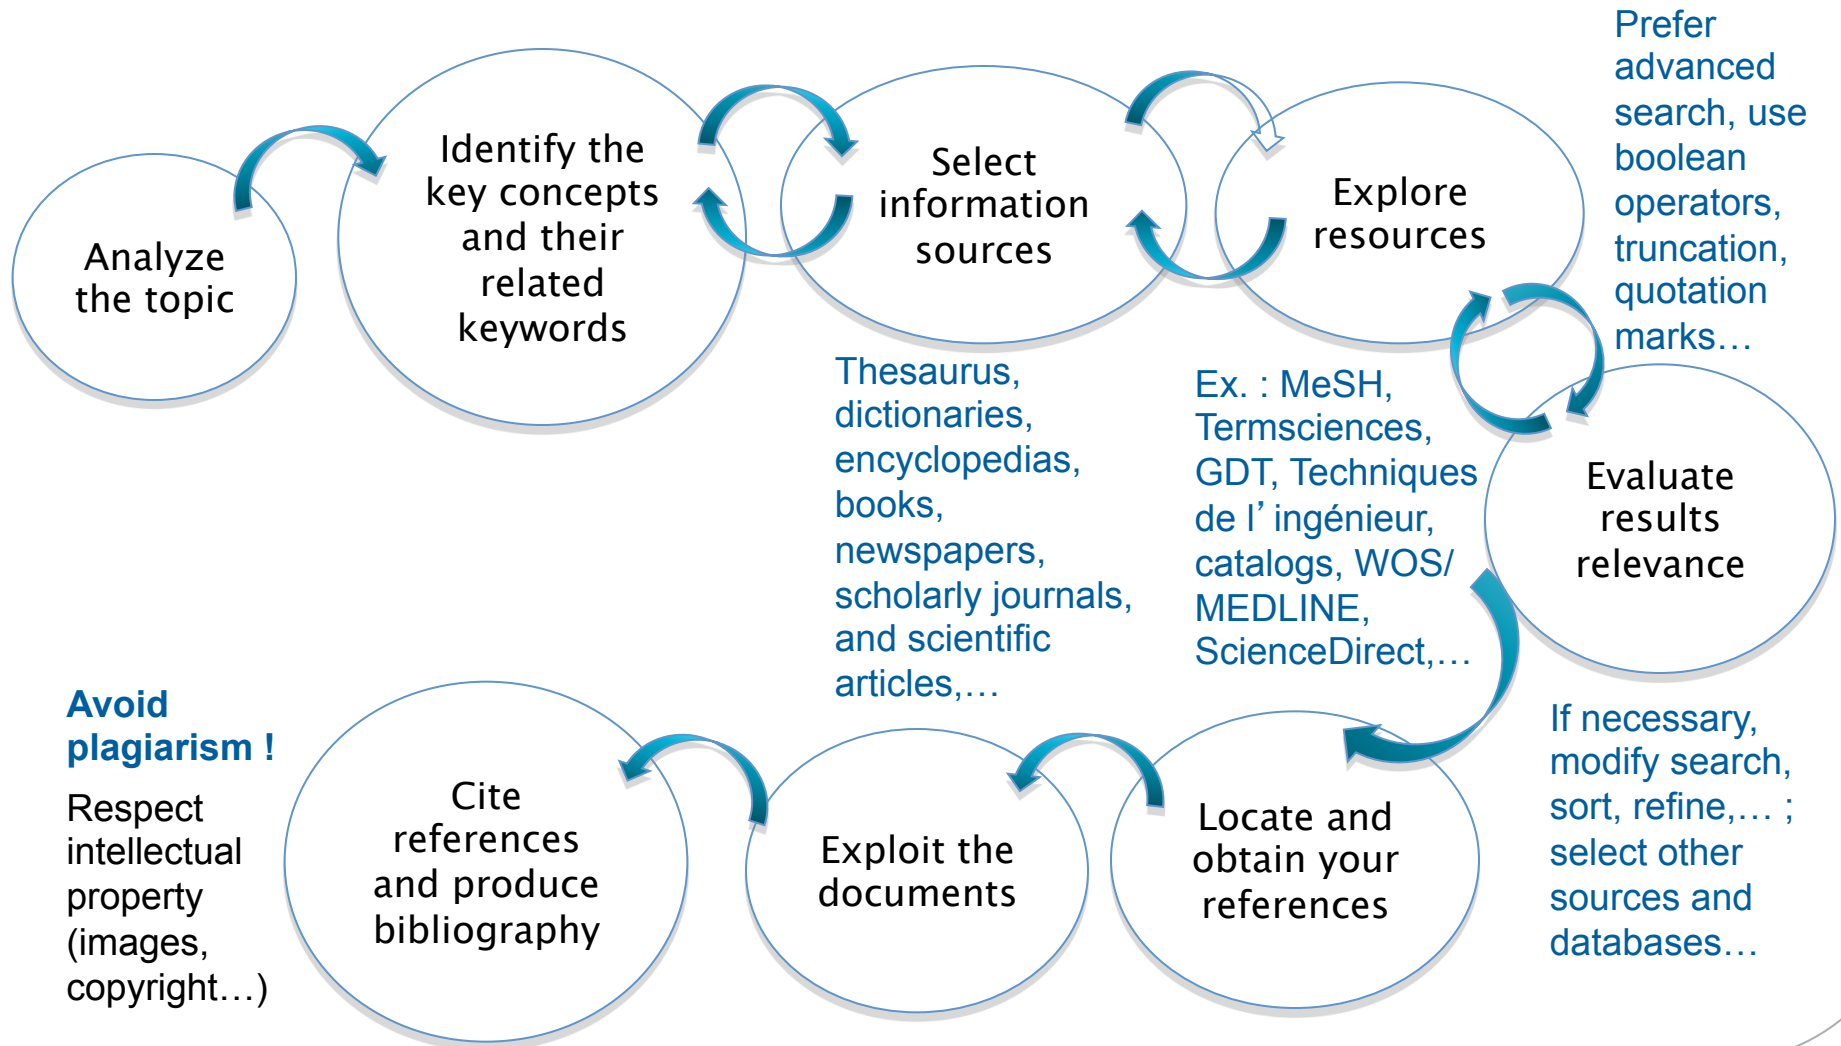 Analyze
the topic
Identify the
key concepts
and their
related
keywords
Select
information
sources
Explore
resources
Prefer
advanced
search, use
boolean
operators,
truncation,
quotation
marks…
Thesaurus,
dictionaries,
encyclopedias,
books,
newspapers,
scholarly journals,
and scientific
articles,…
Ex. : MeSH,
Termsciences,
GDT, Techniques
de l’ ingénieur,
catalogs, WOS/
MEDLINE,
ScienceDirect,…
Evaluate
results
relevance
If necessary,
modify search,
sort, refine,… ;
select other
sources and
databases…
Locate and
obtain your
references
Exploit the
documents
Cite
references
and produce
bibliography
Avoid
plagiarism !
Respect
intellectual
property
(images,
copyright…)